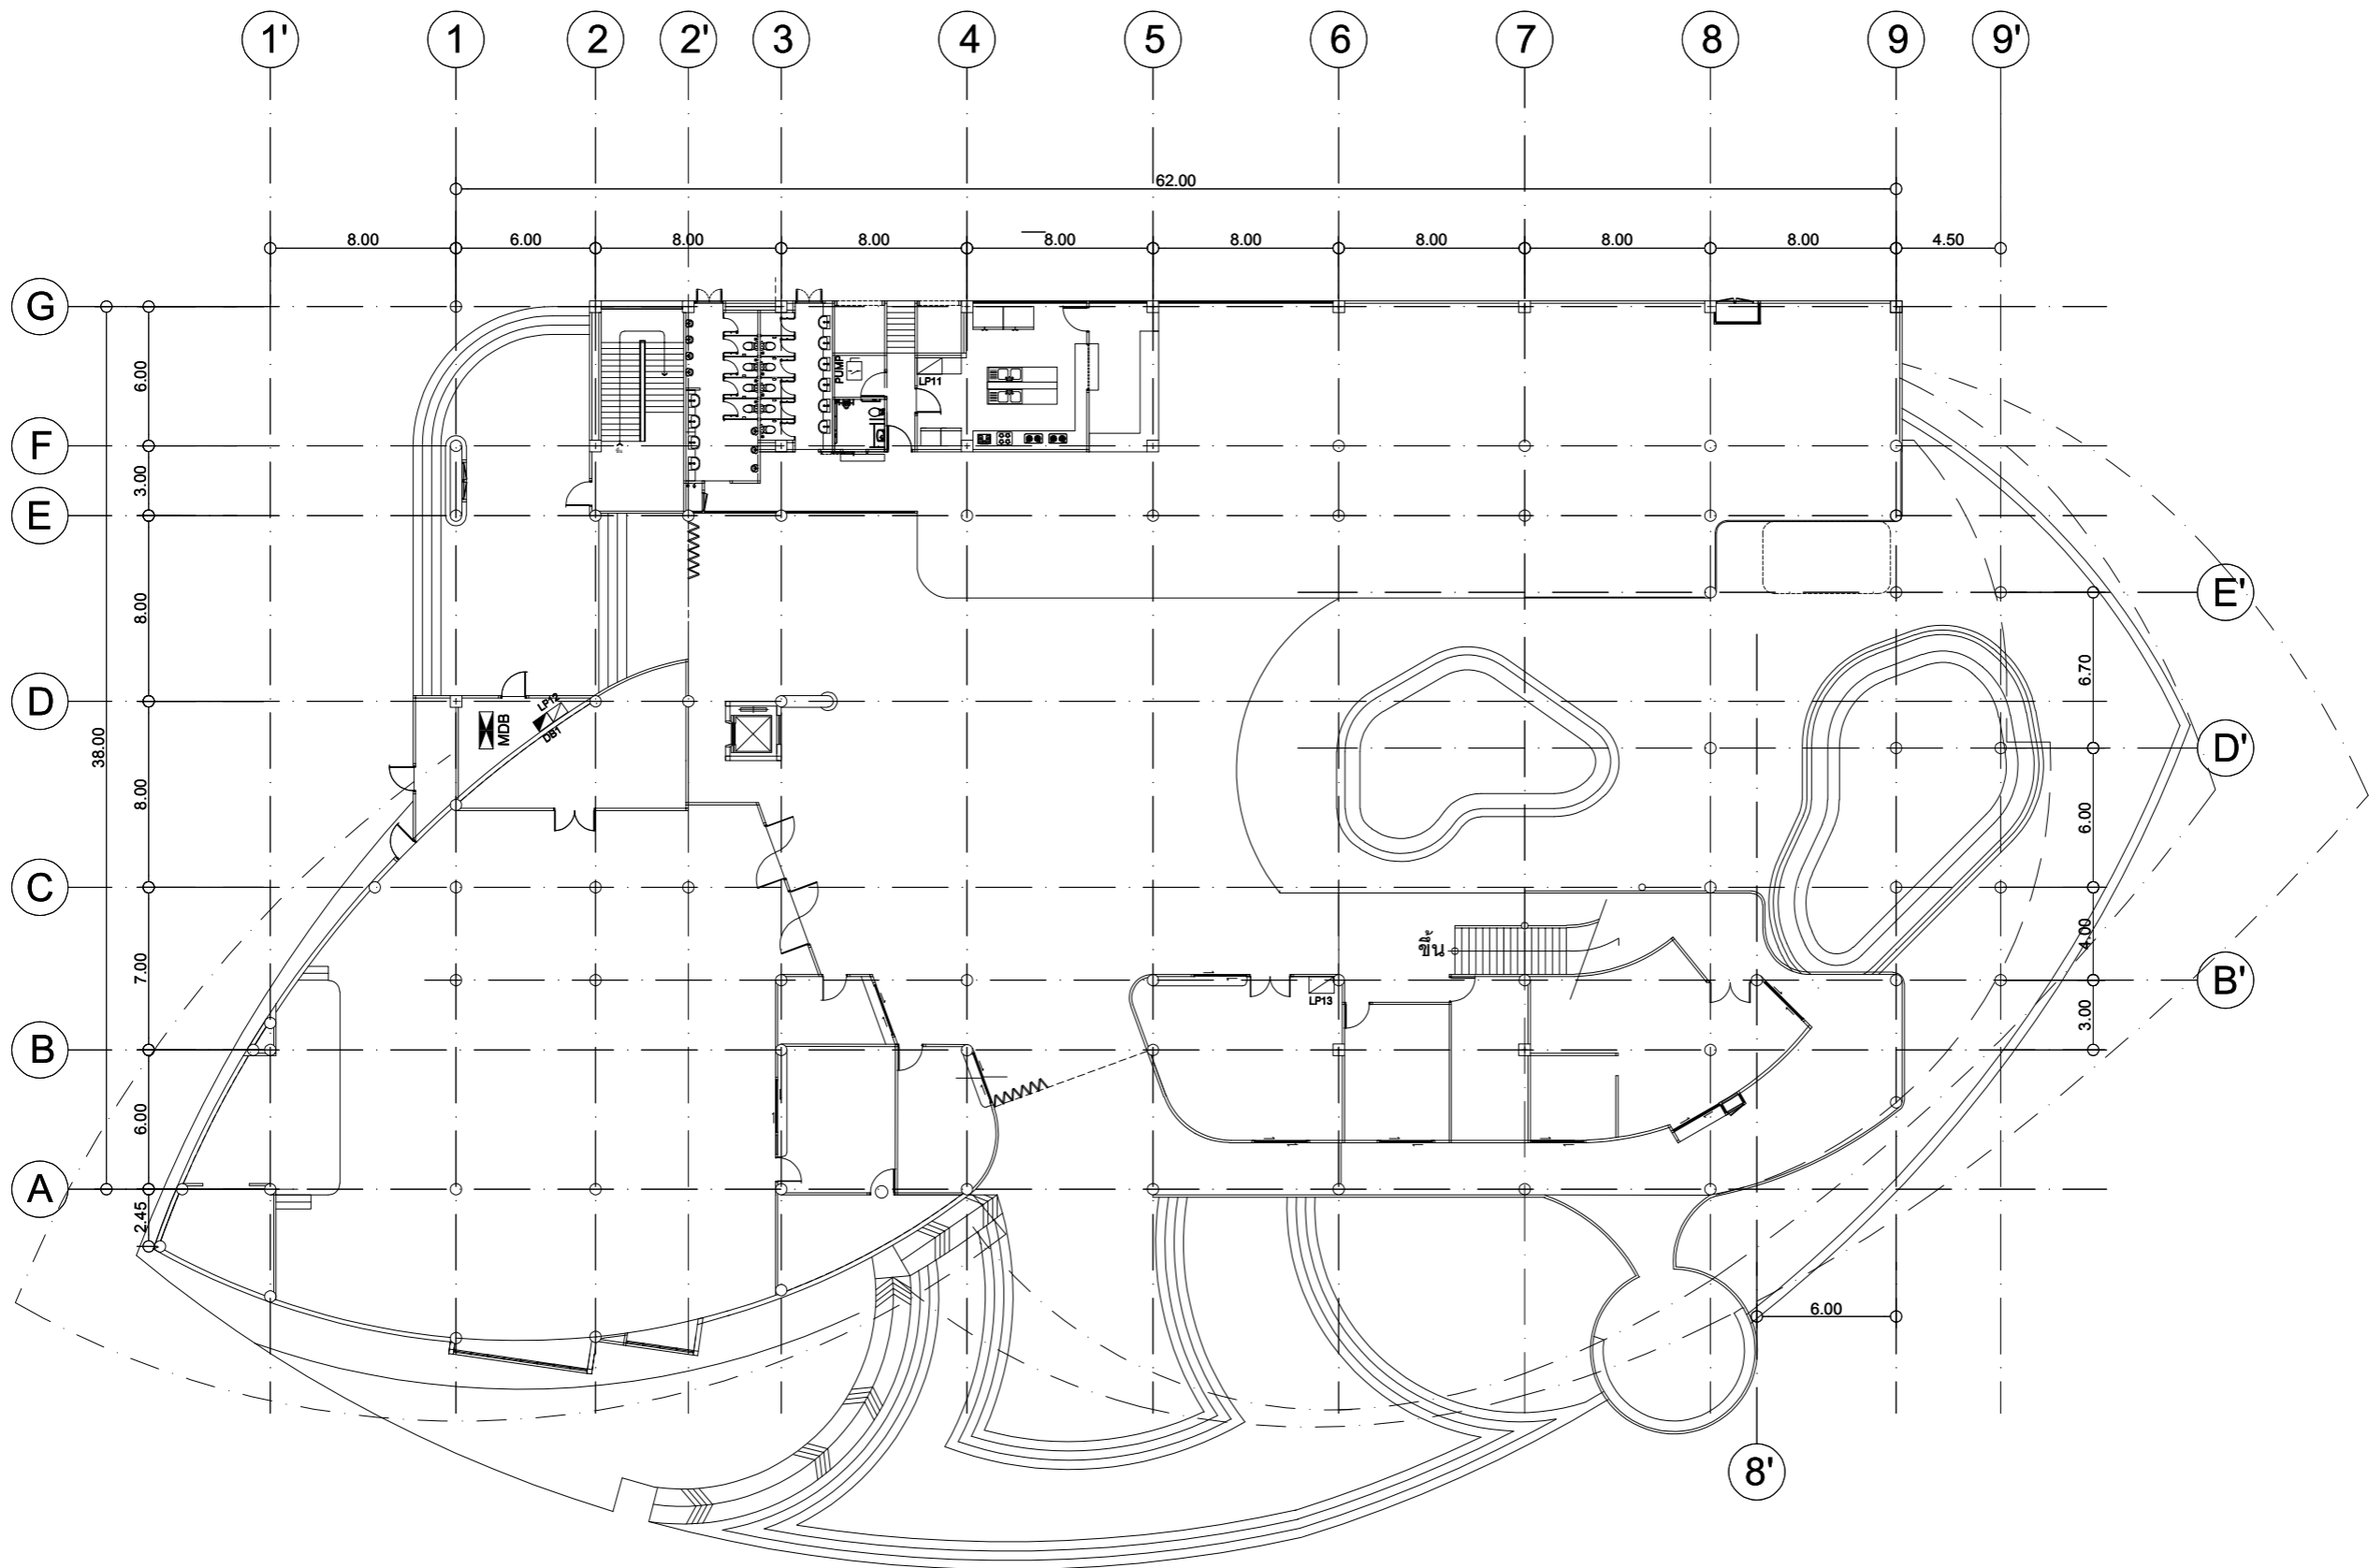 1' 1 2 2' 3 4 5 6 7 8 9 9'
62.00
8.00 6.00 8.00 8.00 8.00 8.00 8.00 8.00 8.00 4.50
G
6.00
PUMP
LP11
F
3.00
E
8.00
E'
6.70
D
LP12
MDB
DB1
38.00
D'
8.00
6.00
C
4.00
ขึ้น
7.00
B'
LP13
3.00
B
6.00
A
2.45
6.00
8'